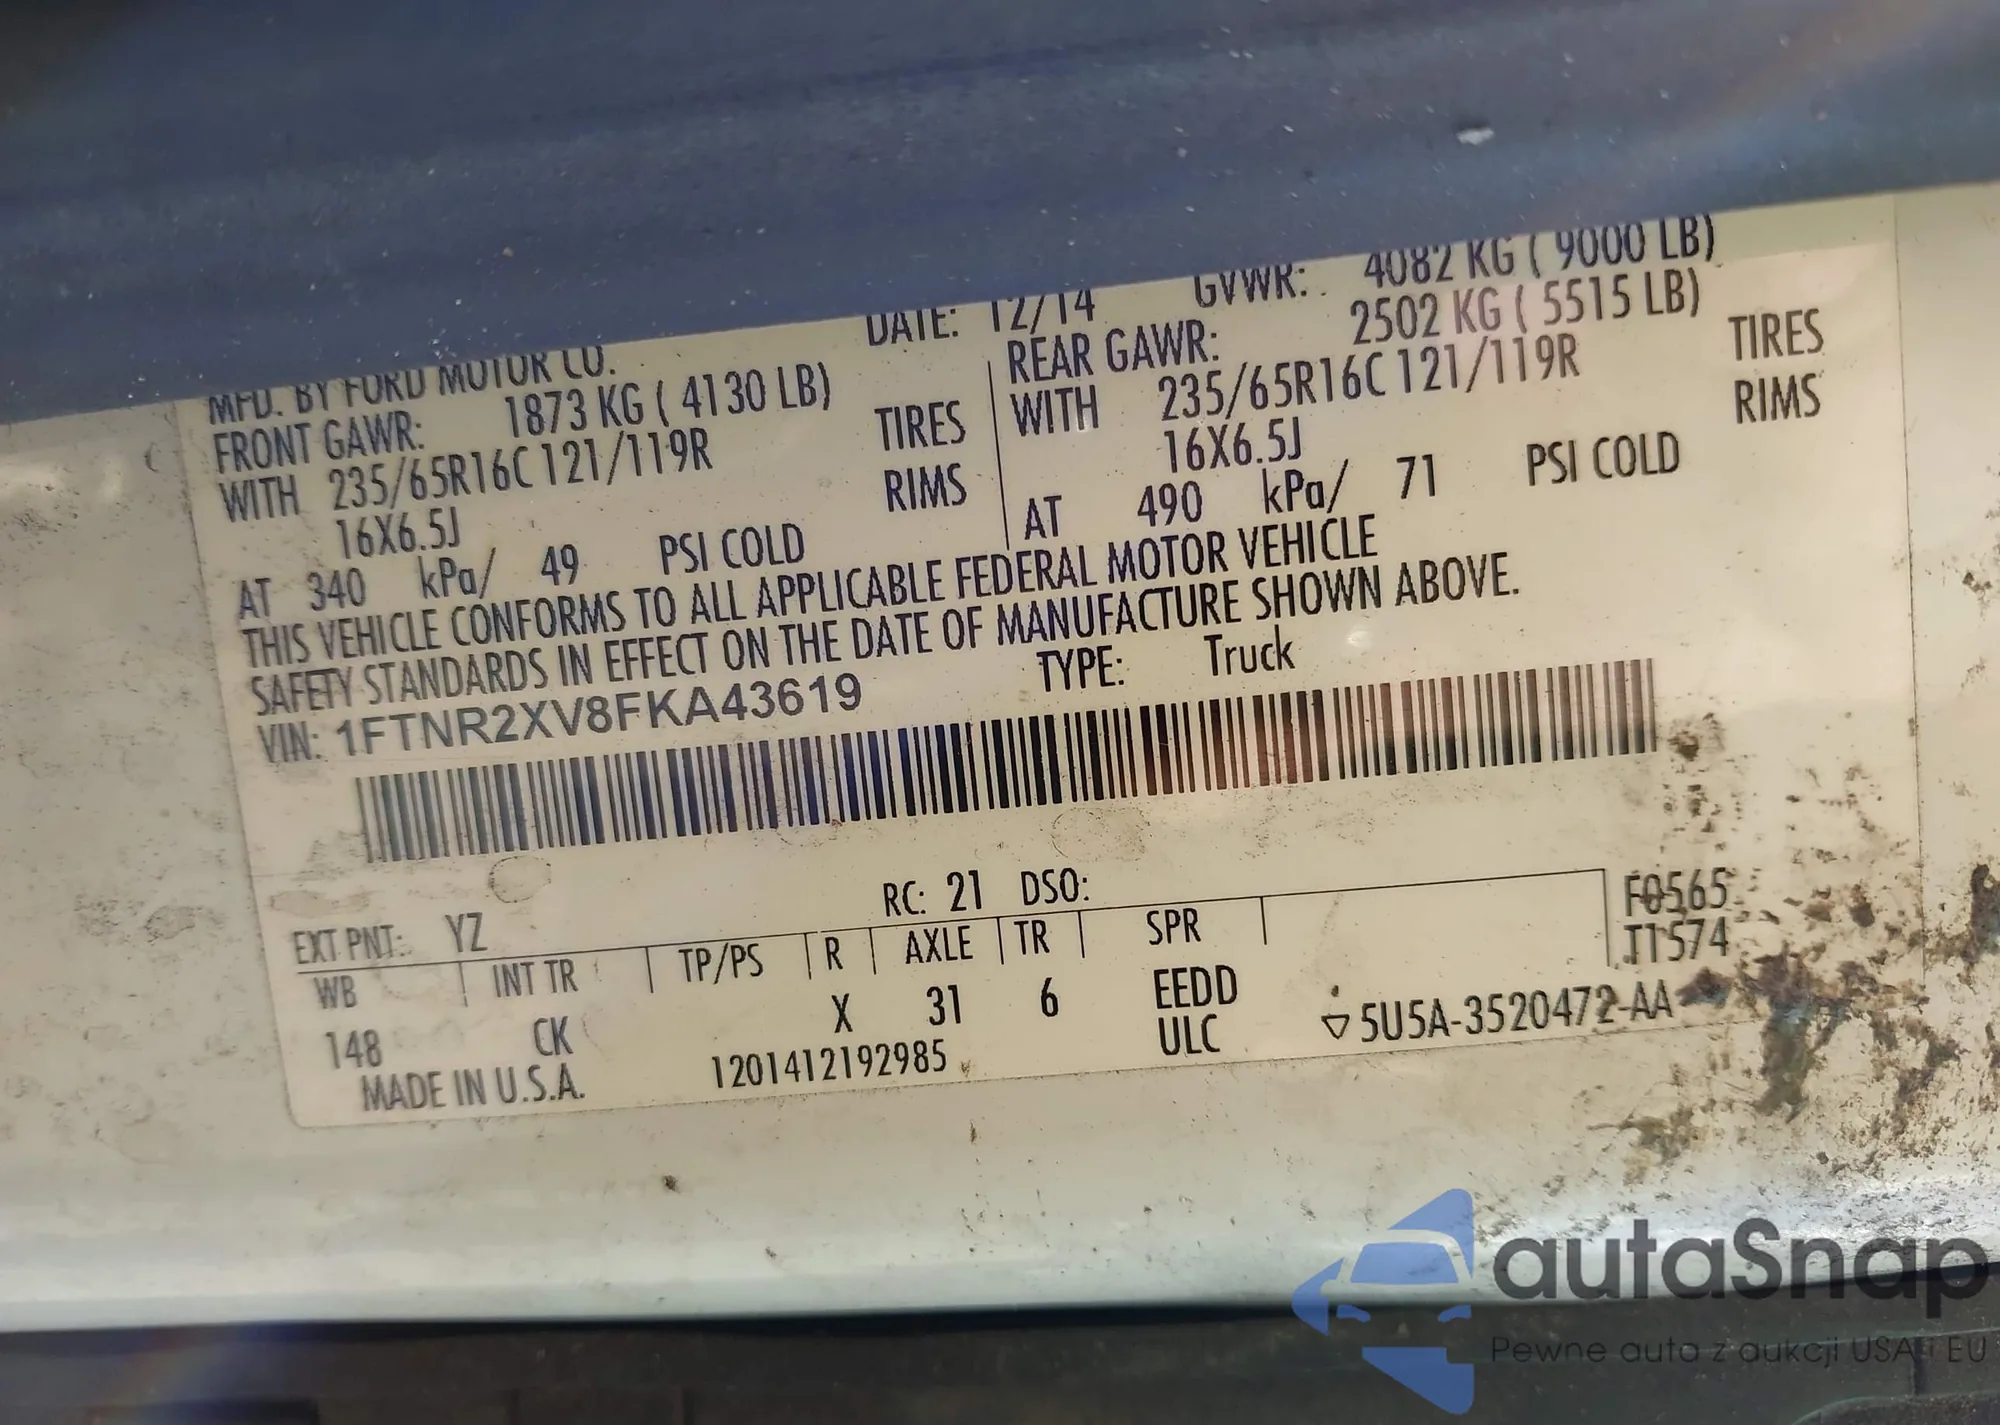 MFD. BY FORD MOTOR CO. DATE: 12/14 GVWR: 4082 KG ( 9000 LB)
FRONT GAWR: 1873 KG ( 4130 LB) REAR GAWR: 2502 KG ( 5515 LB)
WITH 235/65R16C 121/119R TIRES WITH 235/65R16C 121/119R TIRES
16X6.5J RIMS 16X6.5J RIMS
AT 340 kPa/ 49 PSI COLD AT 490 kPa/ 71 PSI COLD
THIS VEHICLE CONFORMS TO ALL APPLICABLE FEDERAL MOTOR VEHICLE
SAFETY STANDARDS IN EFFECT ON THE DATE OF MANUFACTURE SHOWN ABOVE.
VIN: 1FTNR2XV8FKA43619 TYPE: Truck
EXT PNT: YZ RC: 21 DSO: F0565
WB INT TR TP/PS R AXLE TR SPR T1574
148 CK X 31 6 EEDD
ULC 5U5A-3520472-AA
MADE IN U.S.A. 1201412192985
autaSnap
Pewne auta z aukcji USA i EU